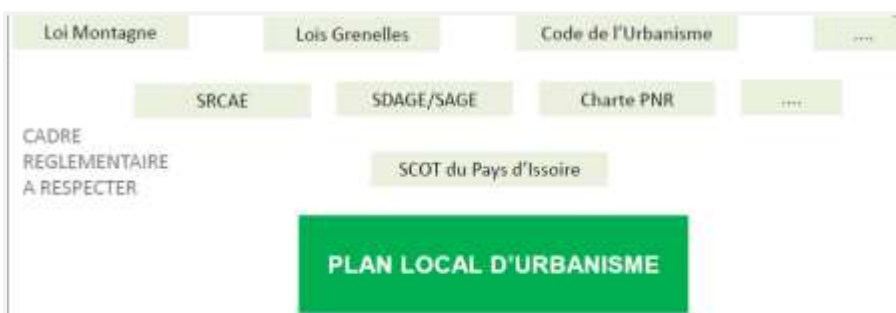 Loi Montagne
Lois Grenelles
Code de l'Urbanisme
....
SRCAE
SDAGE/SAGE
Charte PNR
....
CADRE
REGLEMENTAIRE
A RESPECTER
SCOT du Pays d'Issoire
PLAN LOCAL D'URBANISME